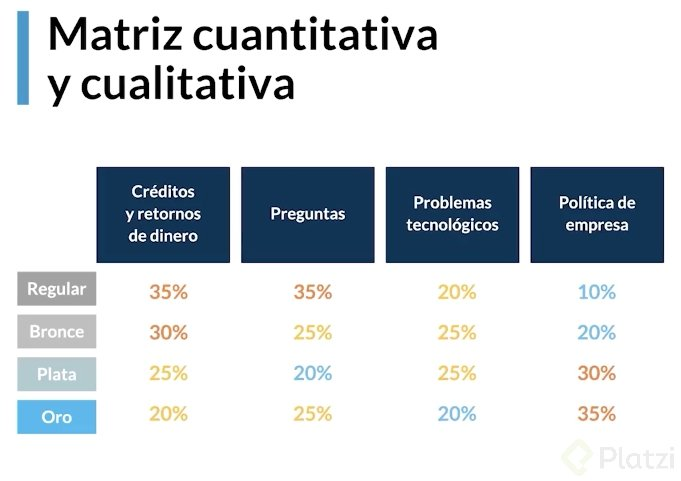 Matriz cuantitativa
y cualitativa
Créditos
y retornos
de dinero
Preguntas
Problemas
tecnológicos
Política de
empresa
Regular 35% 35% 20% 10%
Bronce 30% 25% 25% 20%
Plata 25% 20% 25% 30%
Oro 20% 25% 20% 35%
Platzi